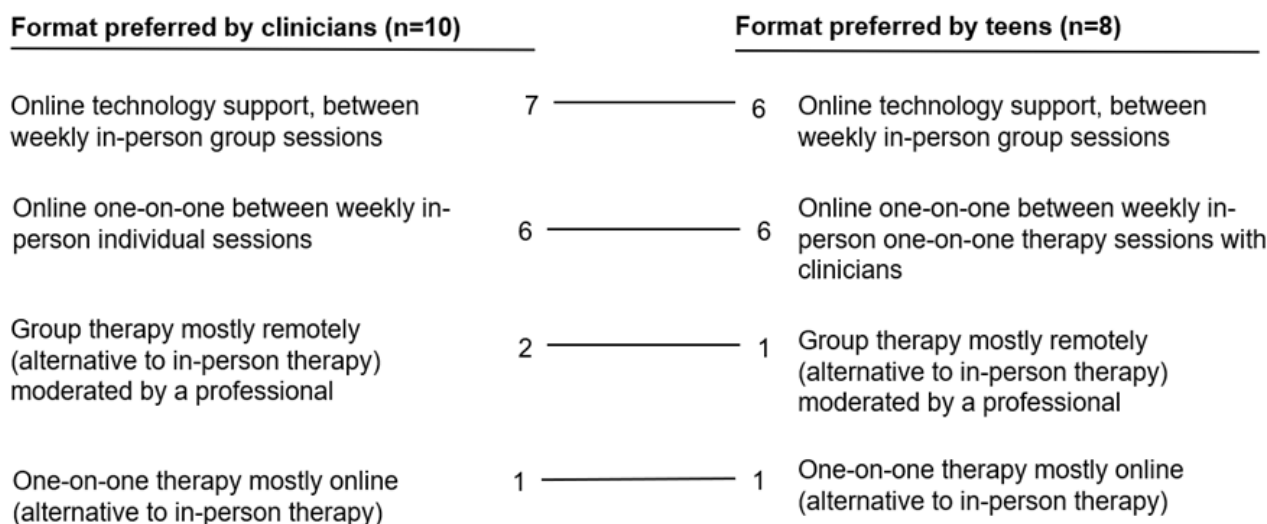 Format preferred by clinicians (n=10)
Format preferred by teens (n=8)
Online technology support, between
weekly in-person group sessions
7
6
Online technology support, between
weekly in-person group sessions
Online one-on-one between weekly in-
person individual sessions
6
6
Online one-on-one between weekly in-
person one-on-one therapy sessions with
clinicians
Group therapy mostly remotely
(alternative to in-person therapy)
moderated by a professional
2
1
Group therapy mostly remotely
(alternative to in-person therapy)
moderated by a professional
One-on-one therapy mostly online
(alternative to in-person therapy)
1
1
One-on-one therapy mostly online
(alternative to in-person therapy)